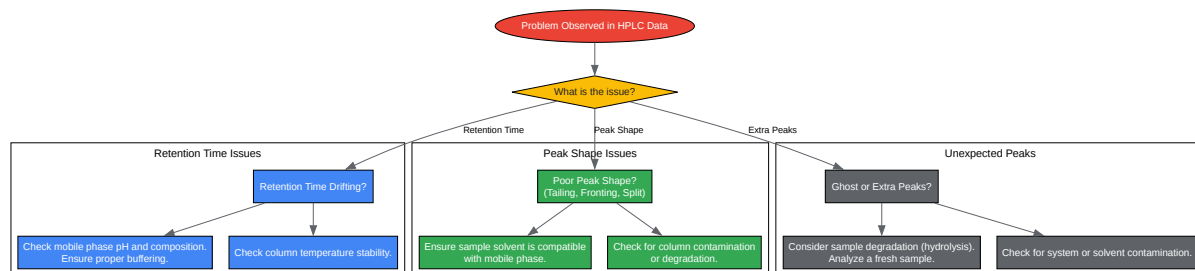 Problem Observed in HPLC Data
What is the issue?
Retention Time
Peak Shape
Extra Peaks
Retention Time Issues
Peak Shape Issues
Unexpected Peaks
Retention Time Drifting?
Poor Peak Shape?
(Tailing, Fronting, Split)
Ghost or Extra Peaks?
Check mobile phase pH and composition.
Ensure proper buffering.
Check column temperature stability.
Ensure sample solvent is compatible
with mobile phase.
Check for column contamination
or degradation.
Consider sample degradation (hydrolysis).
Analyze a fresh sample.
Check for system or solvent contamination.